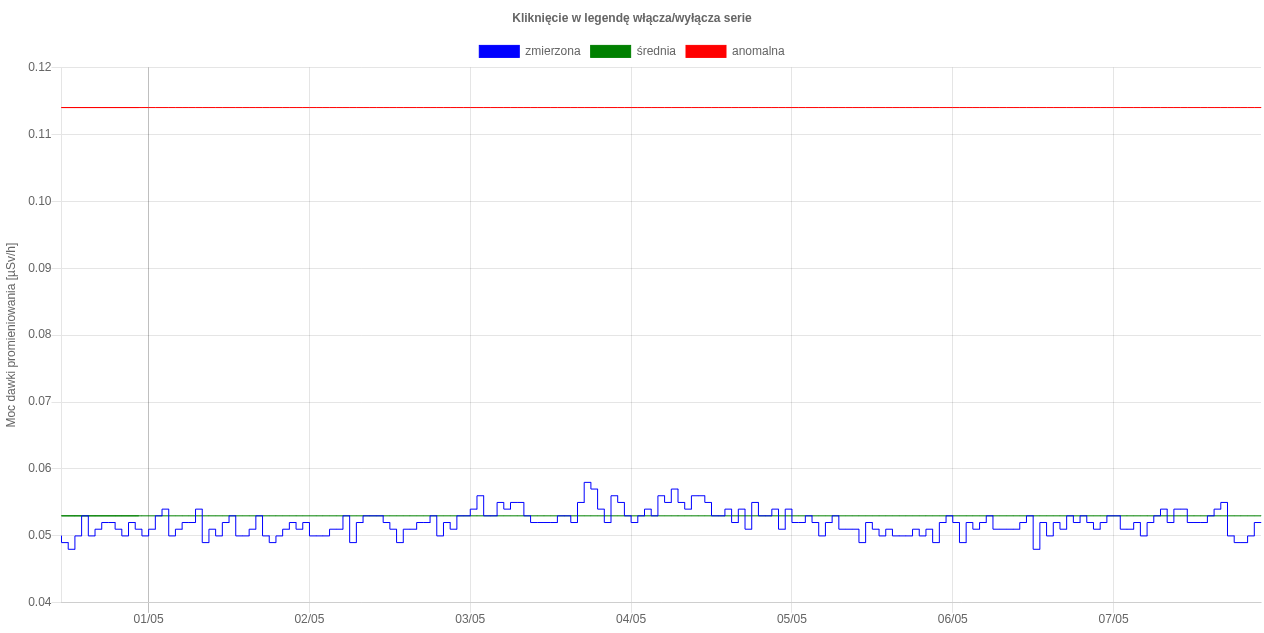 Kliknięcie w legendę włącza/wyłącza serie
zmierzona średnia anomalna
Moc dawki promieniowania [µSv/h]
0.12
0.11
0.10
0.09
0.08
0.07
0.06
0.05
0.04
01/05 02/05 03/05 04/05 05/05 06/05 07/05